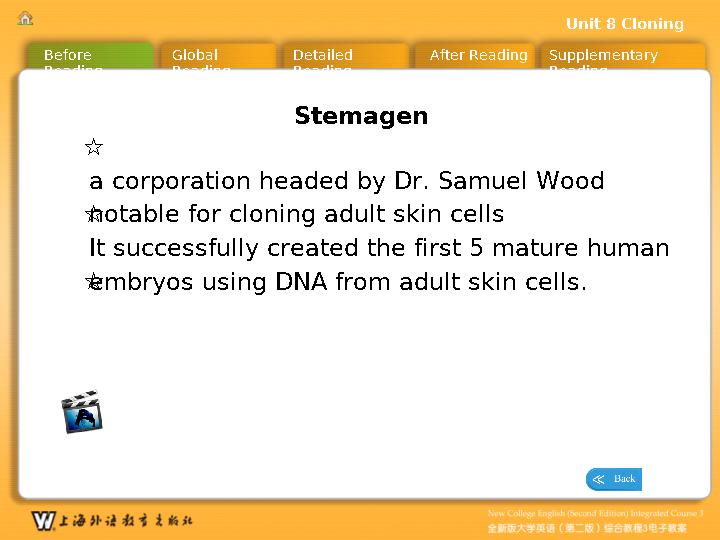 Unit 8 Cloning
Before Reading
Global Reading
Detailed Reading
After Reading
Supplementary Reading
Stemagen
☆
a corporation headed by Dr. Samuel Wood
☆ notable for cloning adult skin cells
It successfully created the first 5 mature human
☆ embryos using DNA from adult skin cells.
≪ Back
W 上海外语教育出版社
New College English (Second Edition) Integrated Course 3
全新版大学英语（第二版）综合教程3电子教案